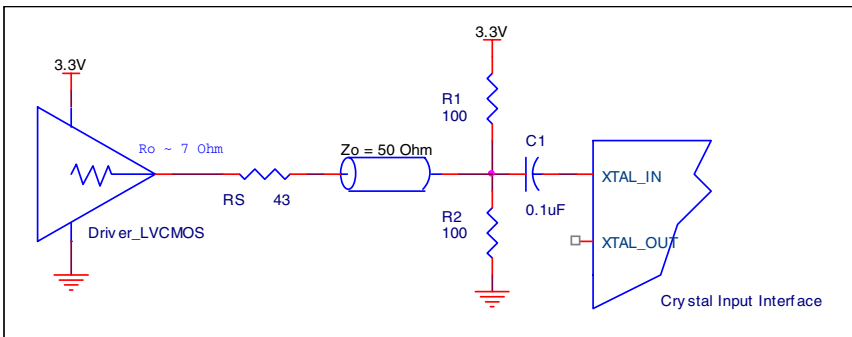 3.3V
3.3V
R1
100
Ro ~ 7 Ohm
Zo = 50 Ohm
C1
XTAL_IN
RS 43
0.1uF
R2
100
XTAL_OUT
Driver_LVCMOS
Crystal Input Interface